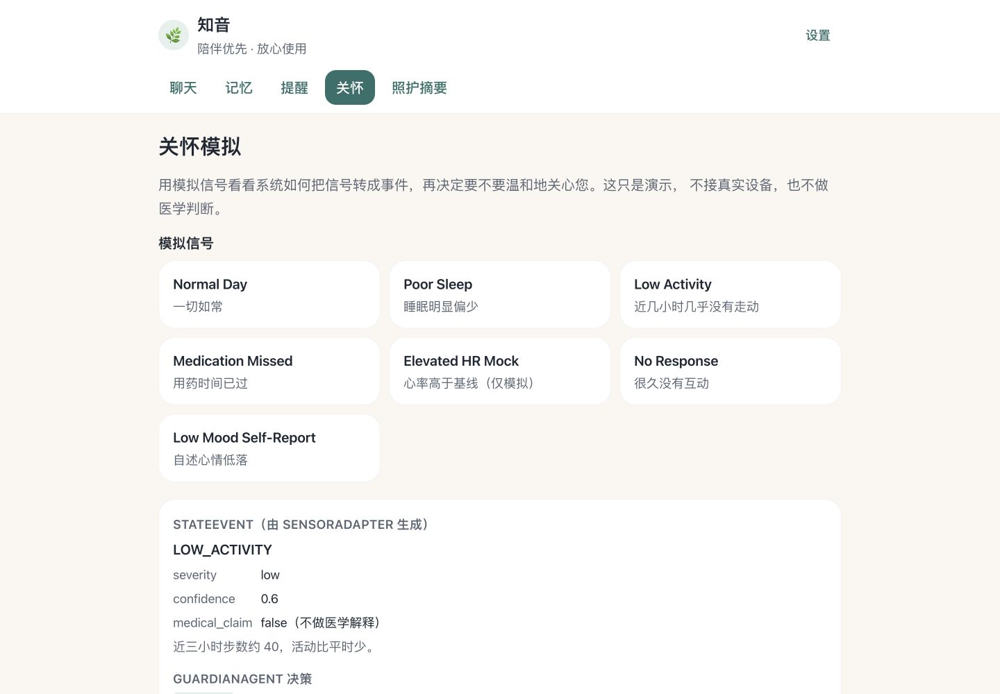 知音
陪伴优先 · 放心使用
设置
聊天
记忆
提醒
关怀
照护摘要
关怀模拟
用模拟信号看看系统如何把信号转成事件，再决定要不要温和地关心您。这只是演示， 不接真实设备，也不做
医学判断。
模拟信号
Normal Day
一切如常
Poor Sleep
睡眠明显偏少
Low Activity
近几小时几乎没有走动
Medication Missed
用药时间已过
Elevated HR Mock
心率高于基线（仅模拟）
No Response
很久没有互动
Low Mood Self-Report
自述心情低落
STATEEVENT（由 SENSORADAPTER 生成）
LOW_ACTIVITY
severity low
confidence 0.6
medical_claim false（不做医学解释）
近三小时步数约 40，活动比平时少。
GUARDIANAGENT 决策